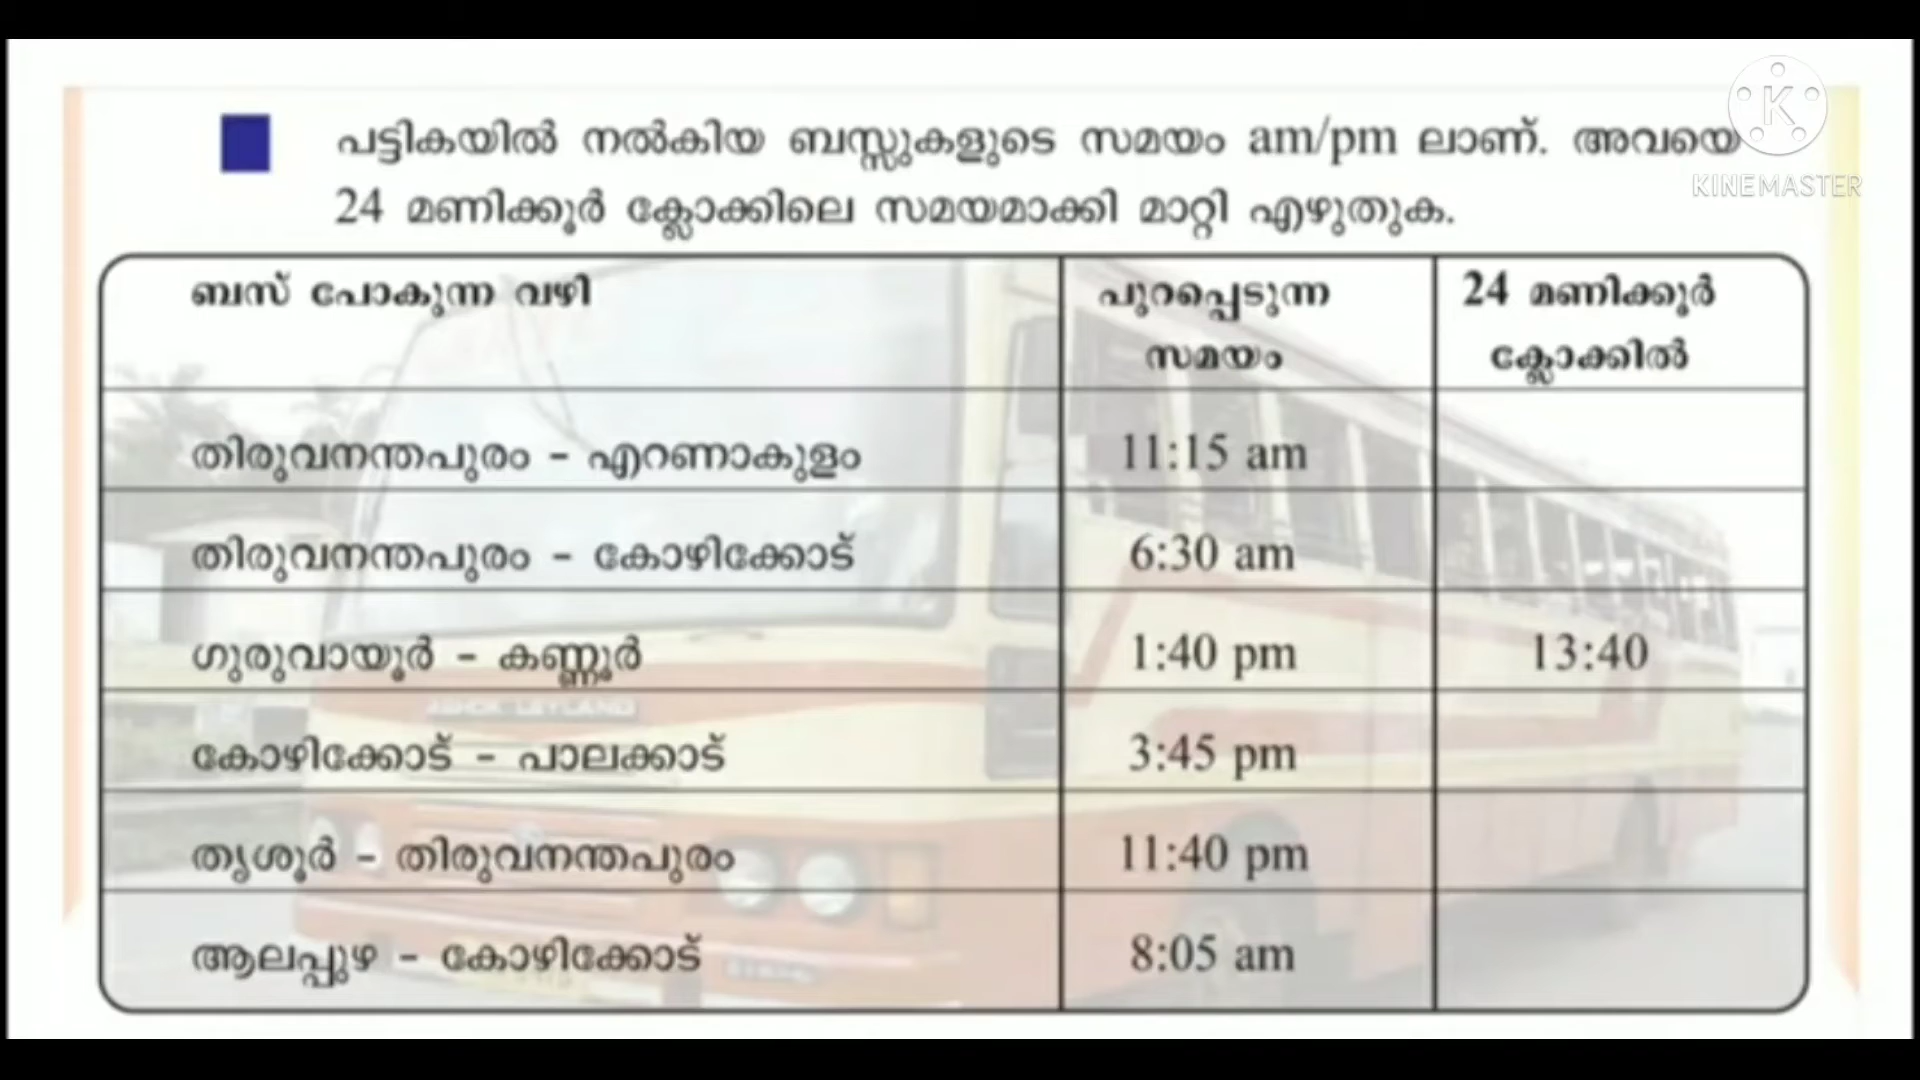 പട്ടികയിൽ നൽകിയ ബസ്സുകളുടെ സമയം am/pm ലാണ്. അവയെ
24 മണിക്കൂർ ക്ലോക്കിലെ സമയമാക്കി മാറ്റി എഴുതുക.
KINEMASTER
ബസ് പോകുന്ന വഴി പുറപ്പെടുന്ന സമയം 24 മണിക്കൂർ ക്ലോക്കിൽ
തിരുവനന്തപുരം – എറണാകുളം 11:15 am
തിരുവനന്തപുരം – കോഴിക്കോട് 6:30 am
ഗുരുവായൂർ – കണ്ണൂർ 1:40 pm 13:40
കോഴിക്കോട് – പാലക്കാട് 3:45 pm
തൃശൂർ – തിരുവനന്തപുരം 11:40 pm
ആലപ്പുഴ – കോഴിക്കോട് 8:05 am
ASHOK LEYLAND